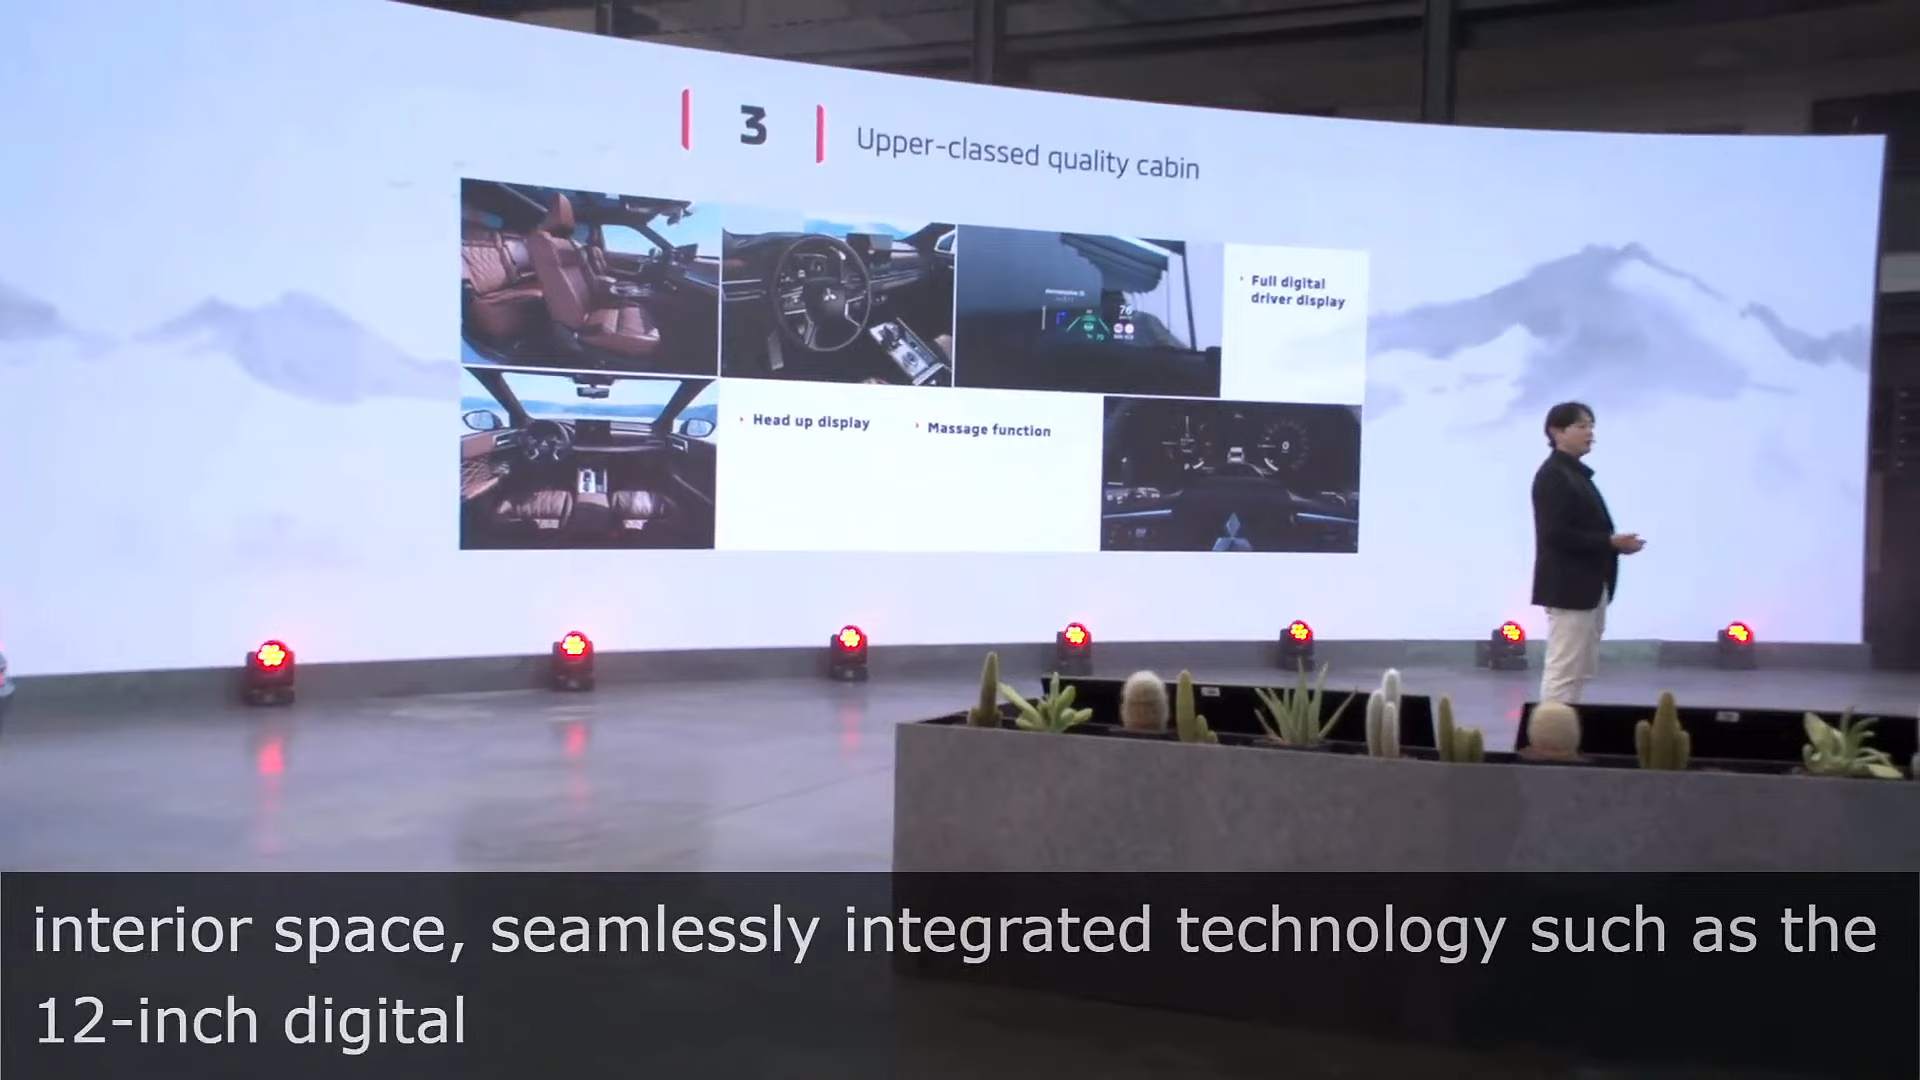 3
Upper-classed quality cabin
Full digital
driver display
76
Head up display
Massage function
interior space, seamlessly integrated technology such as the
12-inch digital